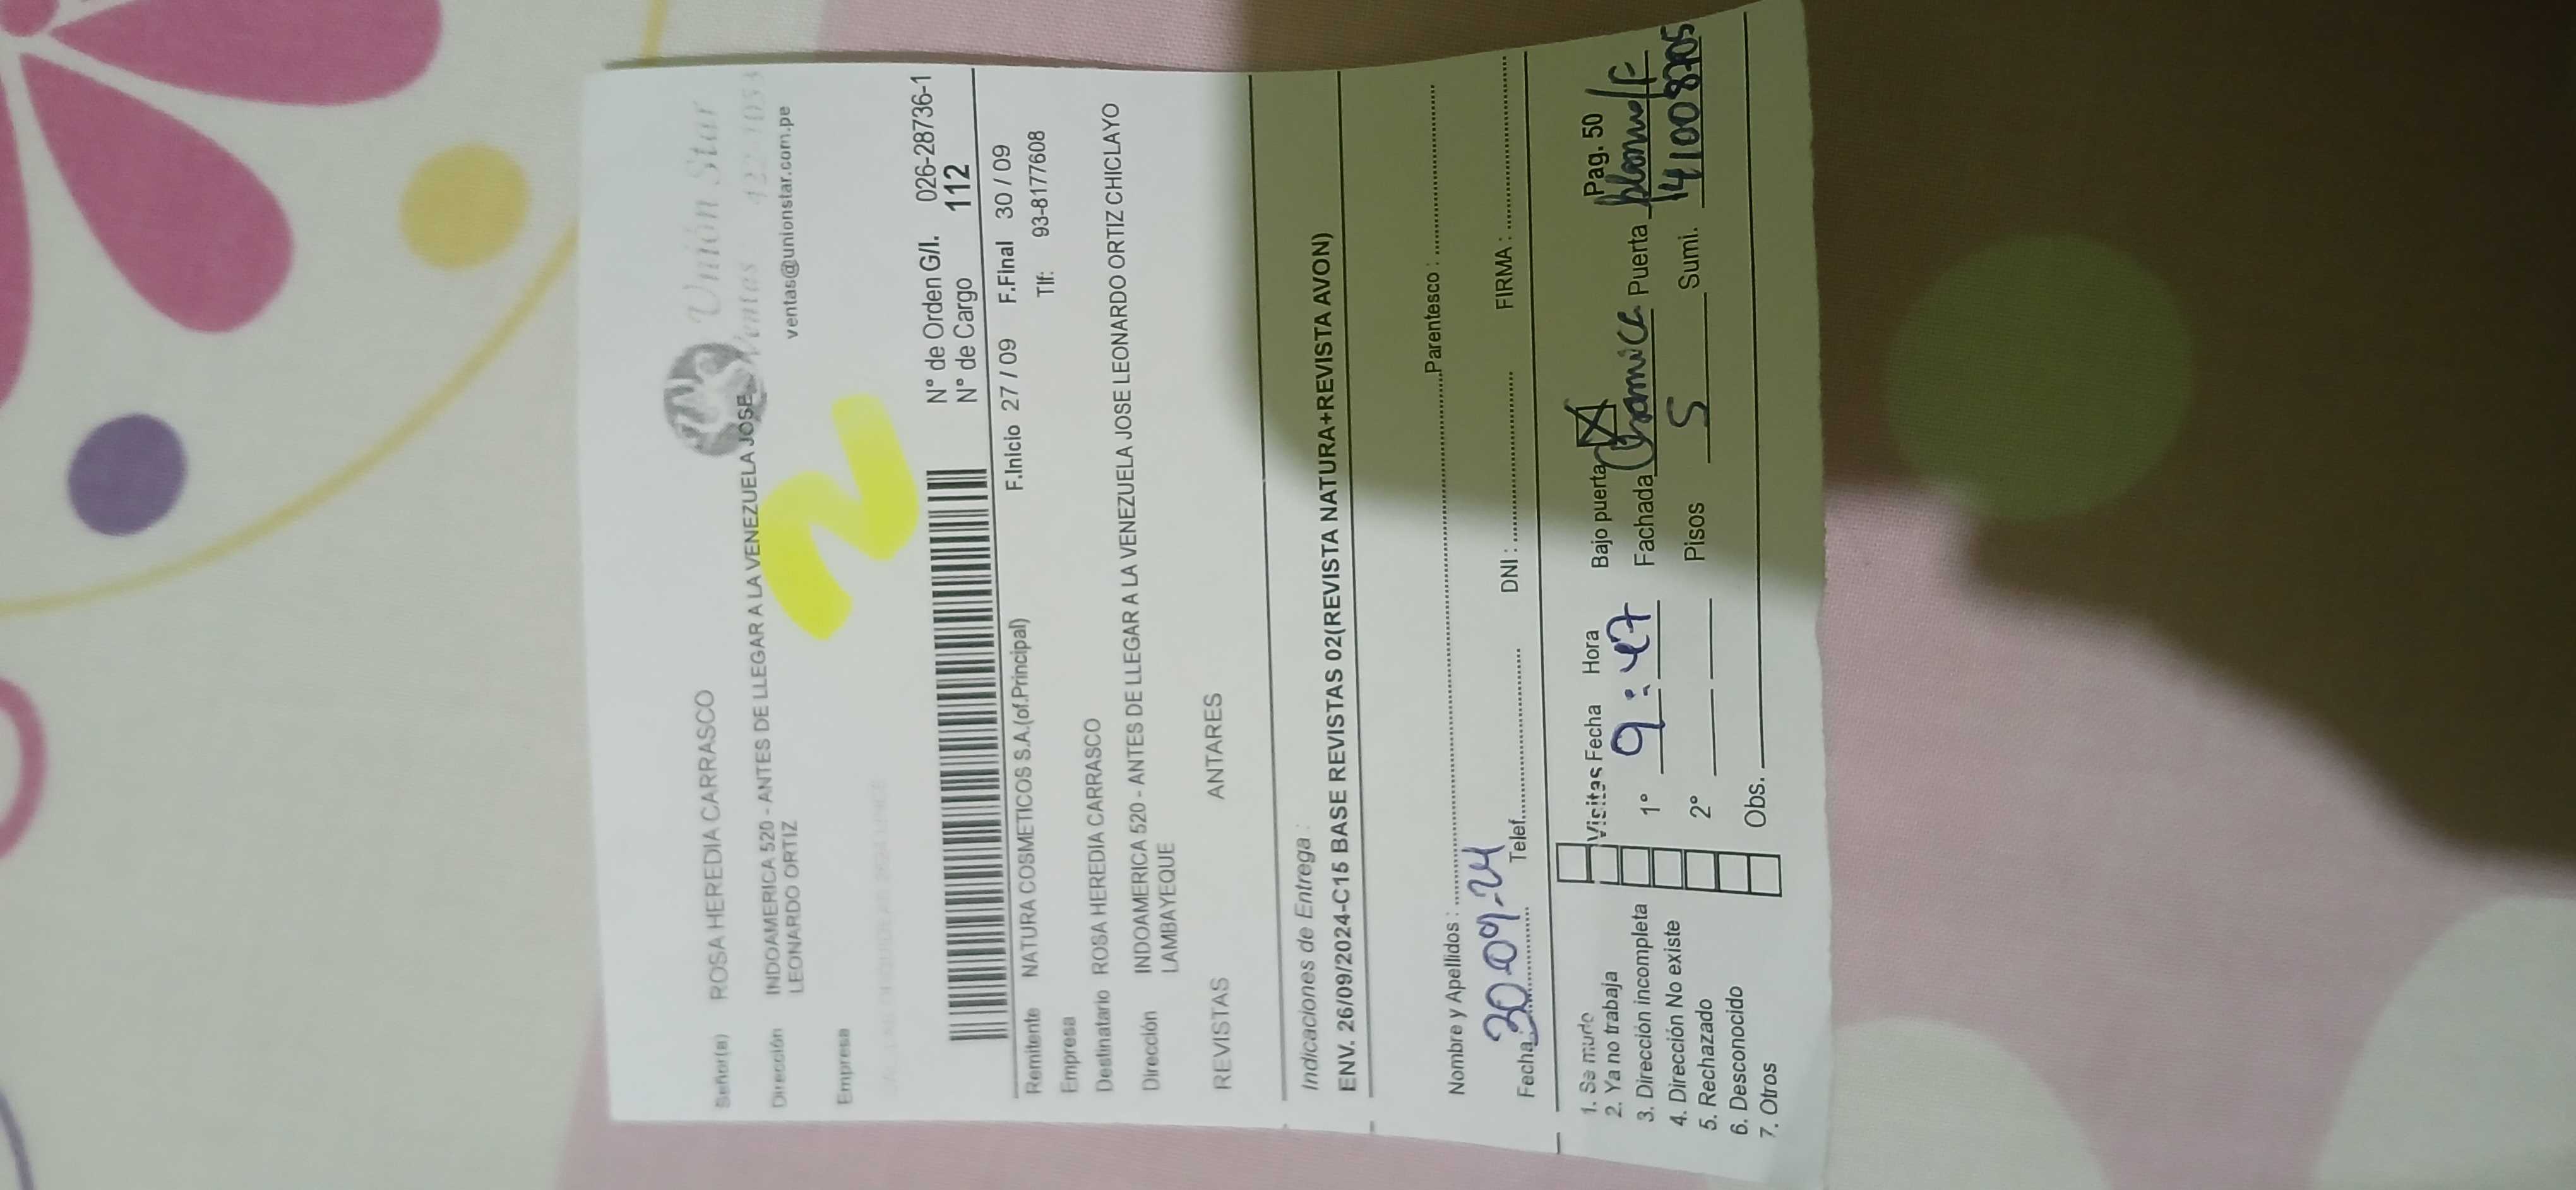 Unión Star
Ventas 422 1033
ventas@unionstar.com.pe
Señor(a) ROSA HEREDIA CARRASCO
Dirección INDOAMERICA 520 - ANTES DE LLEGAR A LA VENEZUELA JOSE
LEONARDO ORTIZ
Empresa
N° de Orden G/I. 026-28736-1
N° de Cargo 112
F.Inicio 27 / 09 F.Final 30 / 09
Remitente NATURA COSMETICOS S.A.(of.Principal) Tlf: 93-8177608
Empresa
Destinatario ROSA HEREDIA CARRASCO
Dirección INDOAMERICA 520 - ANTES DE LLEGAR A LA VENEZUELA JOSE LEONARDO ORTIZ CHICLAYO
LAMBAYEQUE
REVISTAS ANTARES
Indicaciones de Entrega :
ENV. 26/09/2024-C15 BASE REVISTAS 02(REVISTA NATURA+REVISTA AVON)
Nombre y Apellidos : Parentesco :
Fecha 30-09-24 Telef. DNI : FIRMA :
1. Se mudo Visitas Fecha Hora Bajo puerta X Pag. 50
2. Ya no trabaja
3. Dirección incompleta 1° 9:47 Fachada Puerta
4. Dirección No existe
5. Rechazado 2° Pisos 5 Sumi.
6. Desconocido
7. Otros Obs.